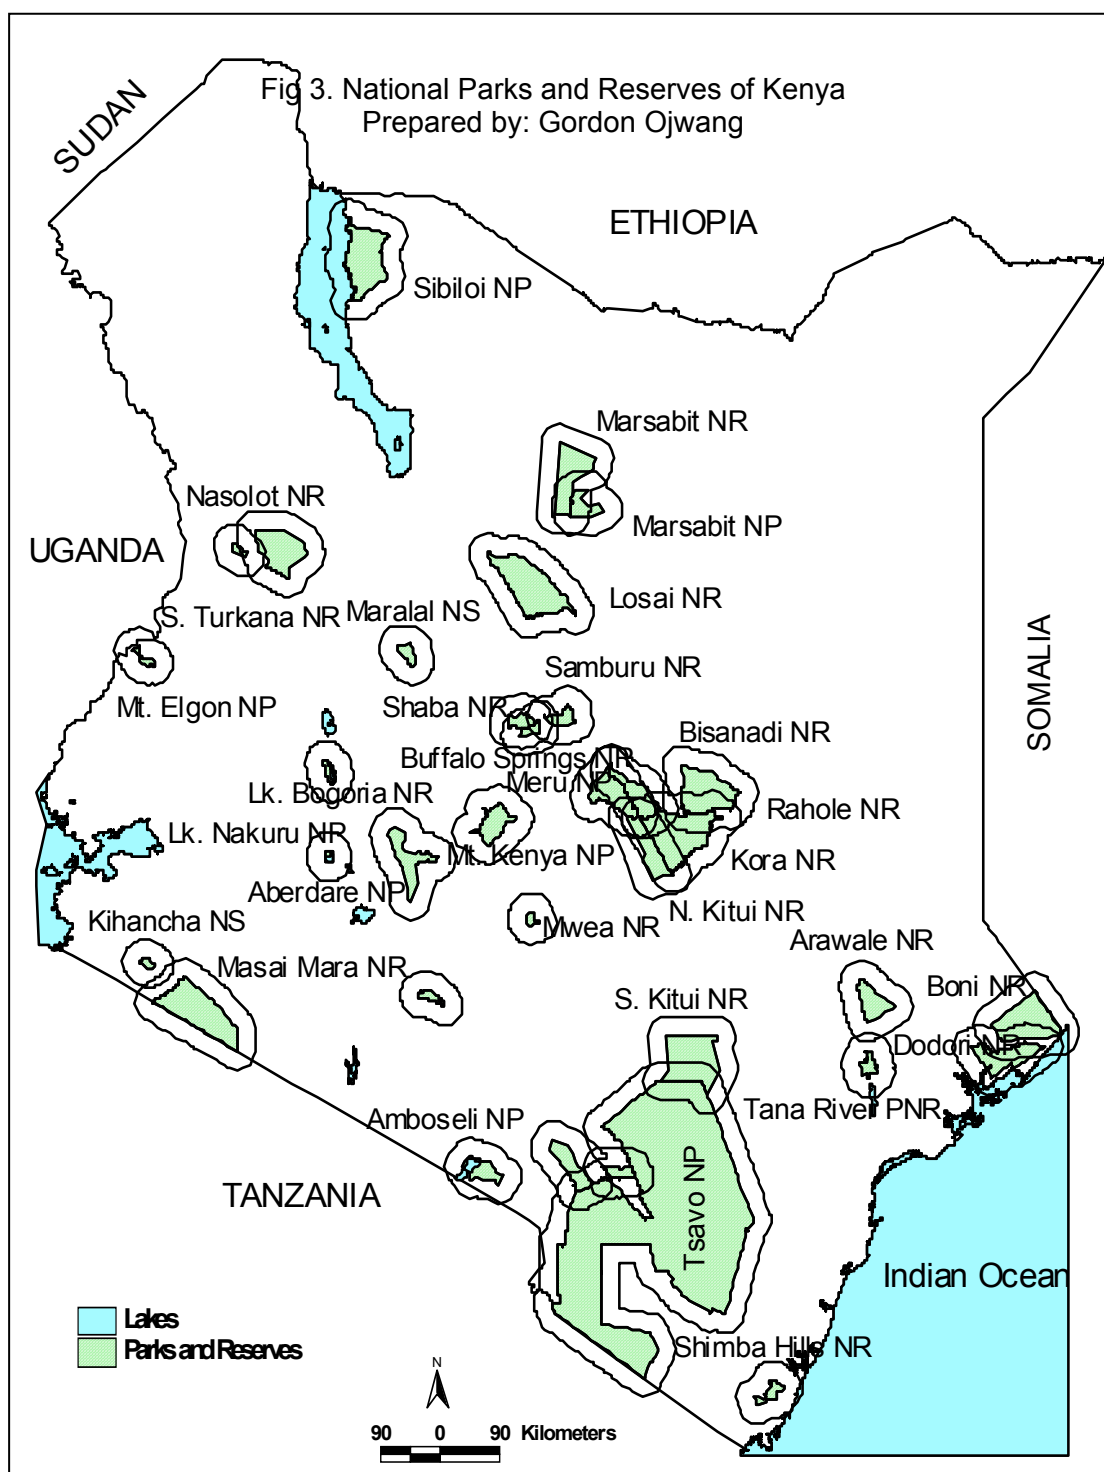 Fig 3. National Parks and Reserves of Kenya
Prepared by: Gordon Ojwang
SUDAN
ETHIOPIA
Sibiloi NP
Marsabit NR
Nasolot NR
Marsabit NP
UGANDA
Losai NR
S. Turkana NR
Maralal NS
SOMALIA
Samburu NR
Mt. Elgon NP
Shaba NR
Bisanadi NR
Buffalo Springs NR
Meru NP
Lk. Bogoria NR
Rahole NR
Lk. Nakuru NR
Mt. Kenya NP
Kora NR
Aberdare NP
N. Kitui NR
Kihancha NS
Mwea NR
Arawale NR
Masai Mara NR
Boni NR
S. Kitui NR
Dodori NR
Tana River PNR
Amboseli NP
TANZANIA
Tsavo NP
Indian Ocean
Lakes
Parks and Reserves
Shimba Hills NR
N
90 0 90 Kilometers